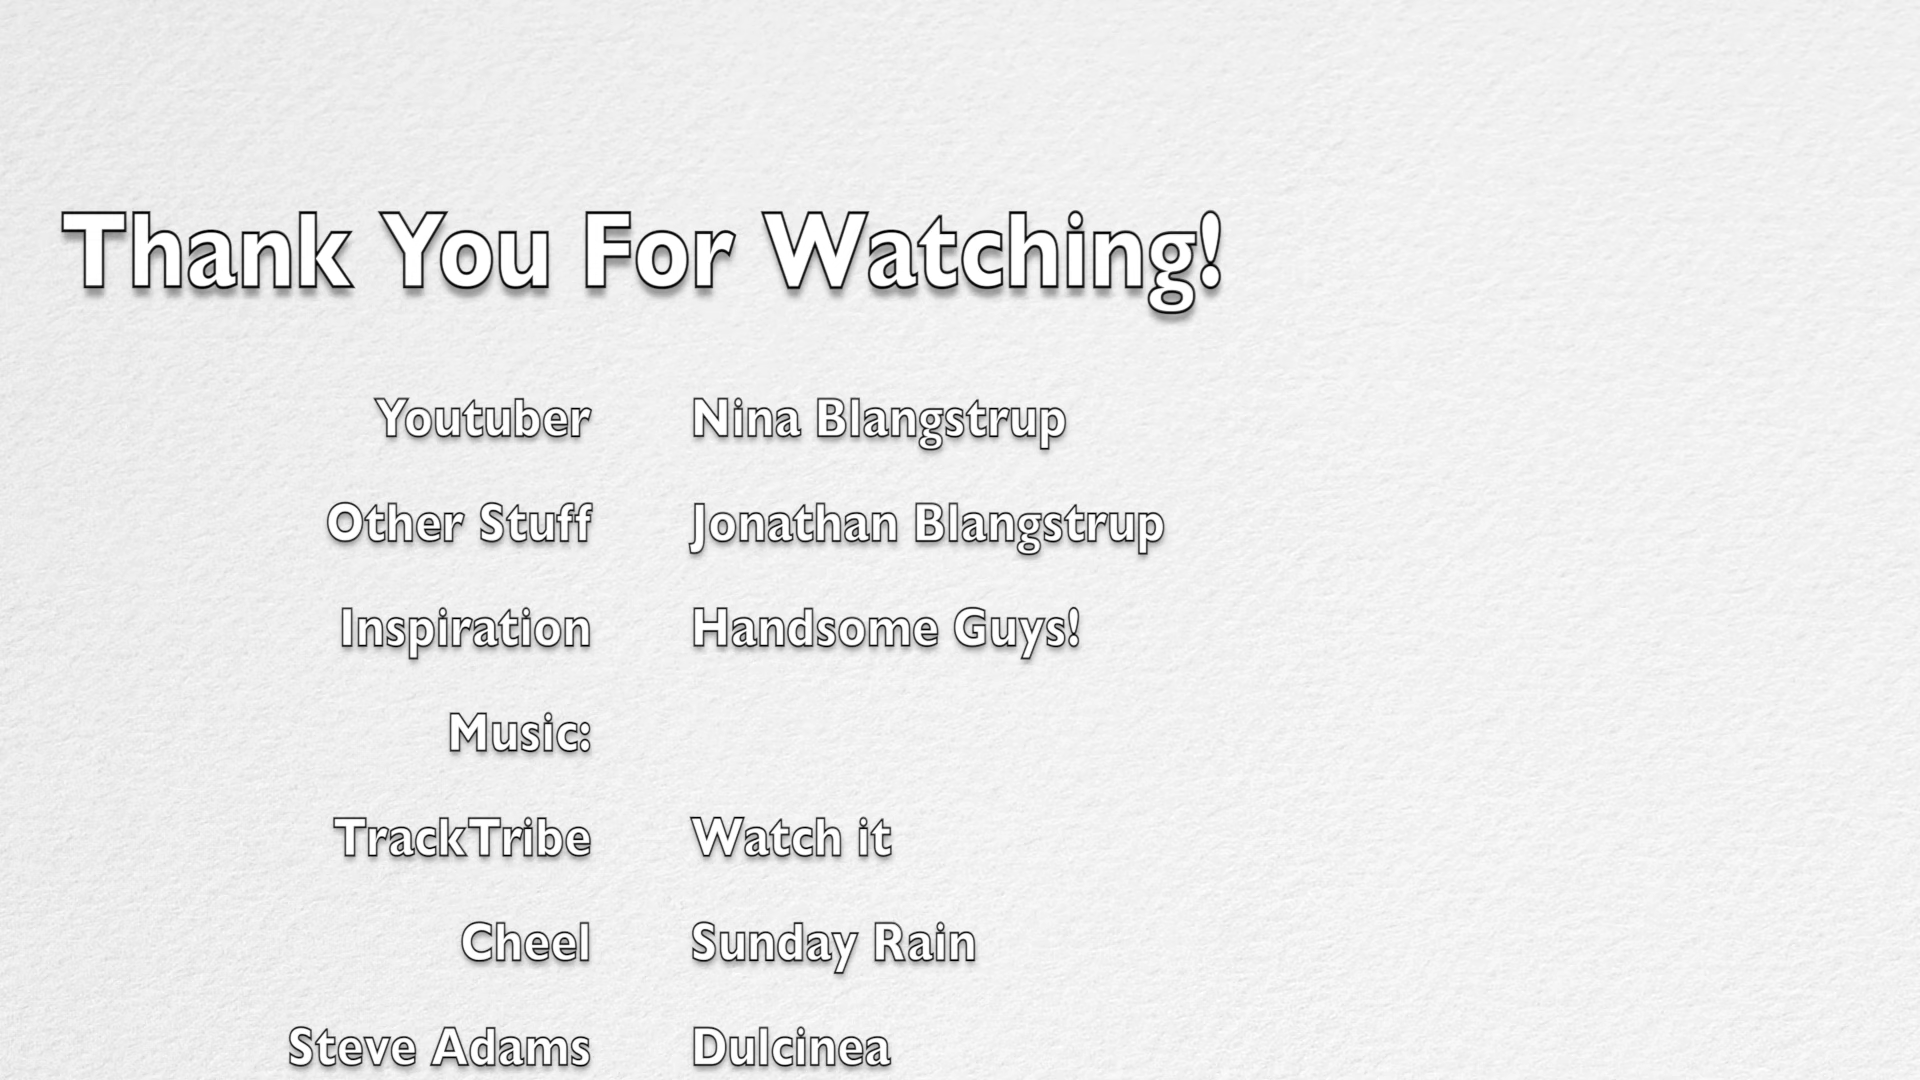 Thank You For Watching!
Youtuber Nina Blangstrup
Other Stuff Jonathan Blangstrup
Inspiration Handsome Guys!
Music:
TrackTribe Watch it
Cheel Sunday Rain
Steve Adams Dulcinea